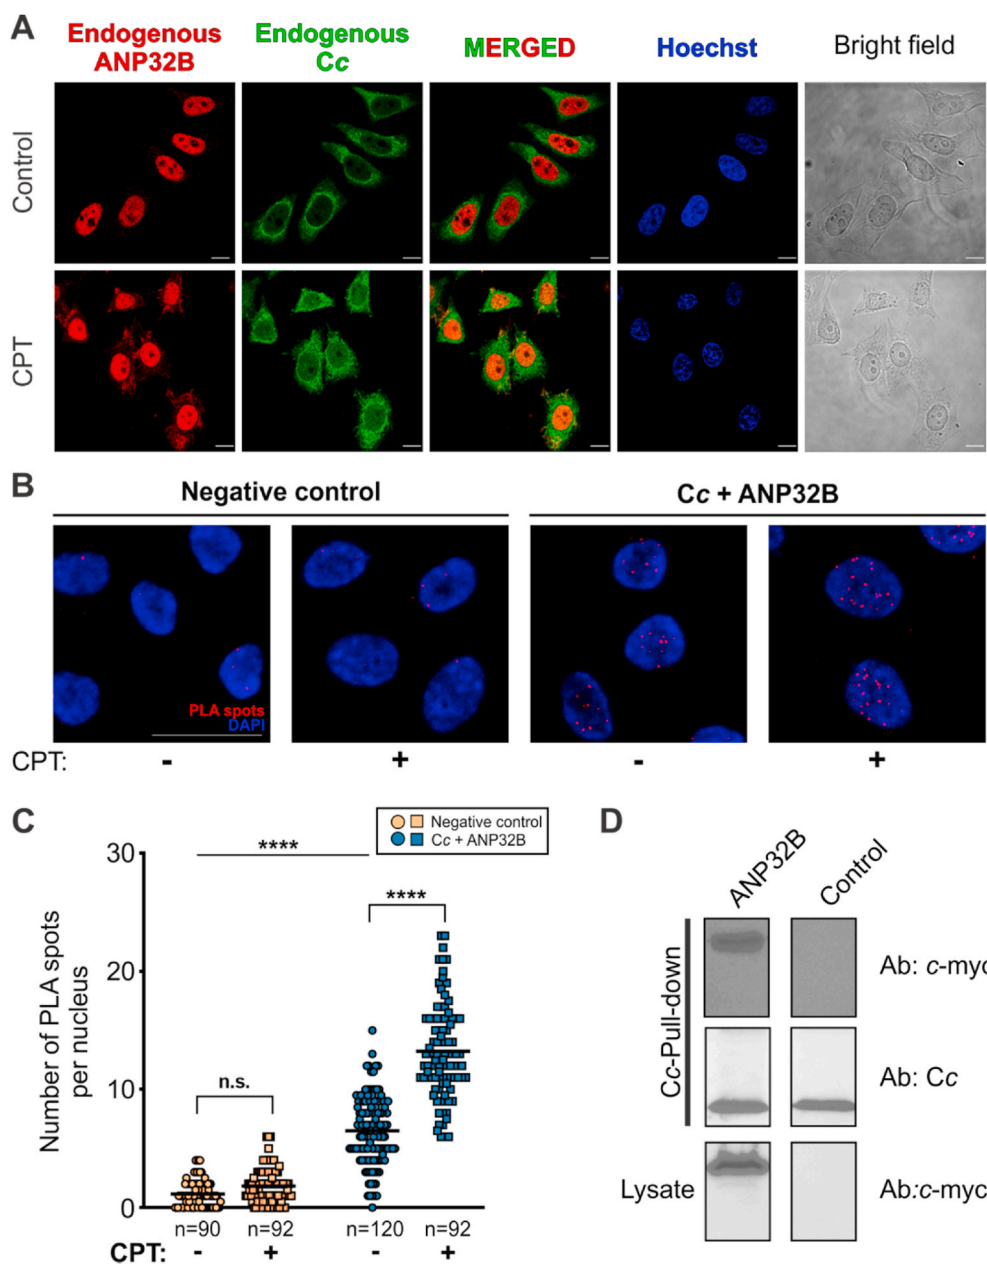 A
Endogenous
ANP32B
Endogenous
Cc
MERGED
Hoechst
Bright field
Control
CPT
B
Negative control
Cc + ANP32B
PLA spots
DAPI
CPT:
-
+
-
+
C
Negative control
Cc + ANP32B
Number of PLA spots
per nucleus
30
20
10
0
****
****
n.s.
n=90
n=92
n=120
n=92
CPT:
-
+
-
+
D
ANP32B
Control
Cc-Pull-down
Ab: c-myc
Ab: Cc
Lysate
Ab:c-myc